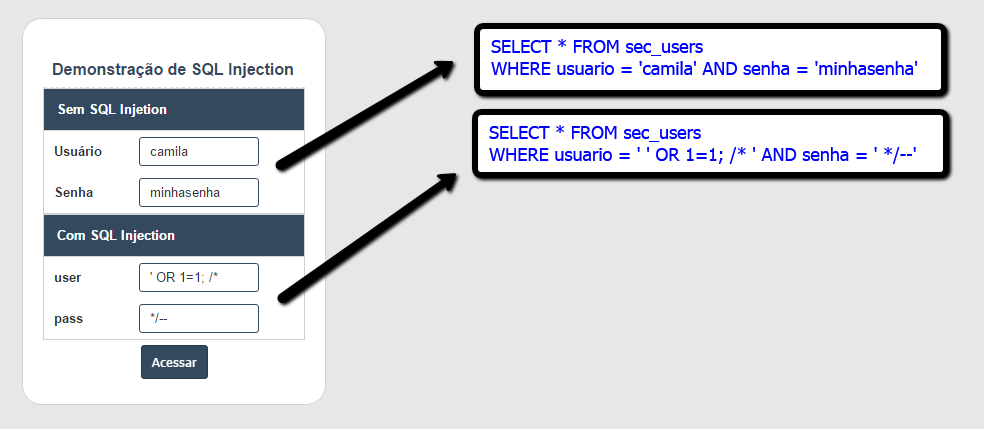 Demonstração de SQL Injection
Sem SQL Injetion
Usuário camila
Senha minhasenha
Com SQL Injection
user ' OR 1=1; /*
pass */--
Acessar
SELECT * FROM sec_users
WHERE usuario = 'camila' AND senha = 'minhasenha'
SELECT * FROM sec_users
WHERE usuario = ' ' OR 1=1; /* ' AND senha = ' */--'